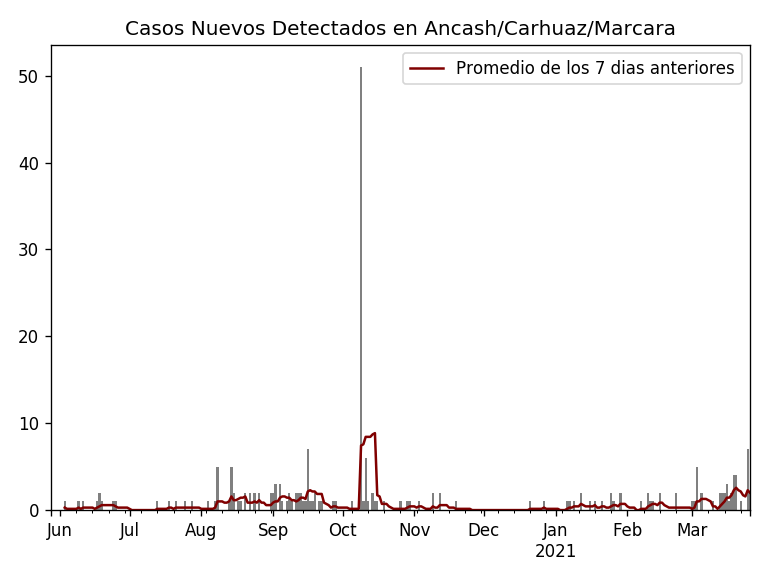 Casos Nuevos Detectados en Ancash/Carhuaz/Marcara
Promedio de los 7 dias anteriores
50
40
30
20
10
0
Jun Jul Aug Sep Oct Nov Dec Jan Feb Mar
2021